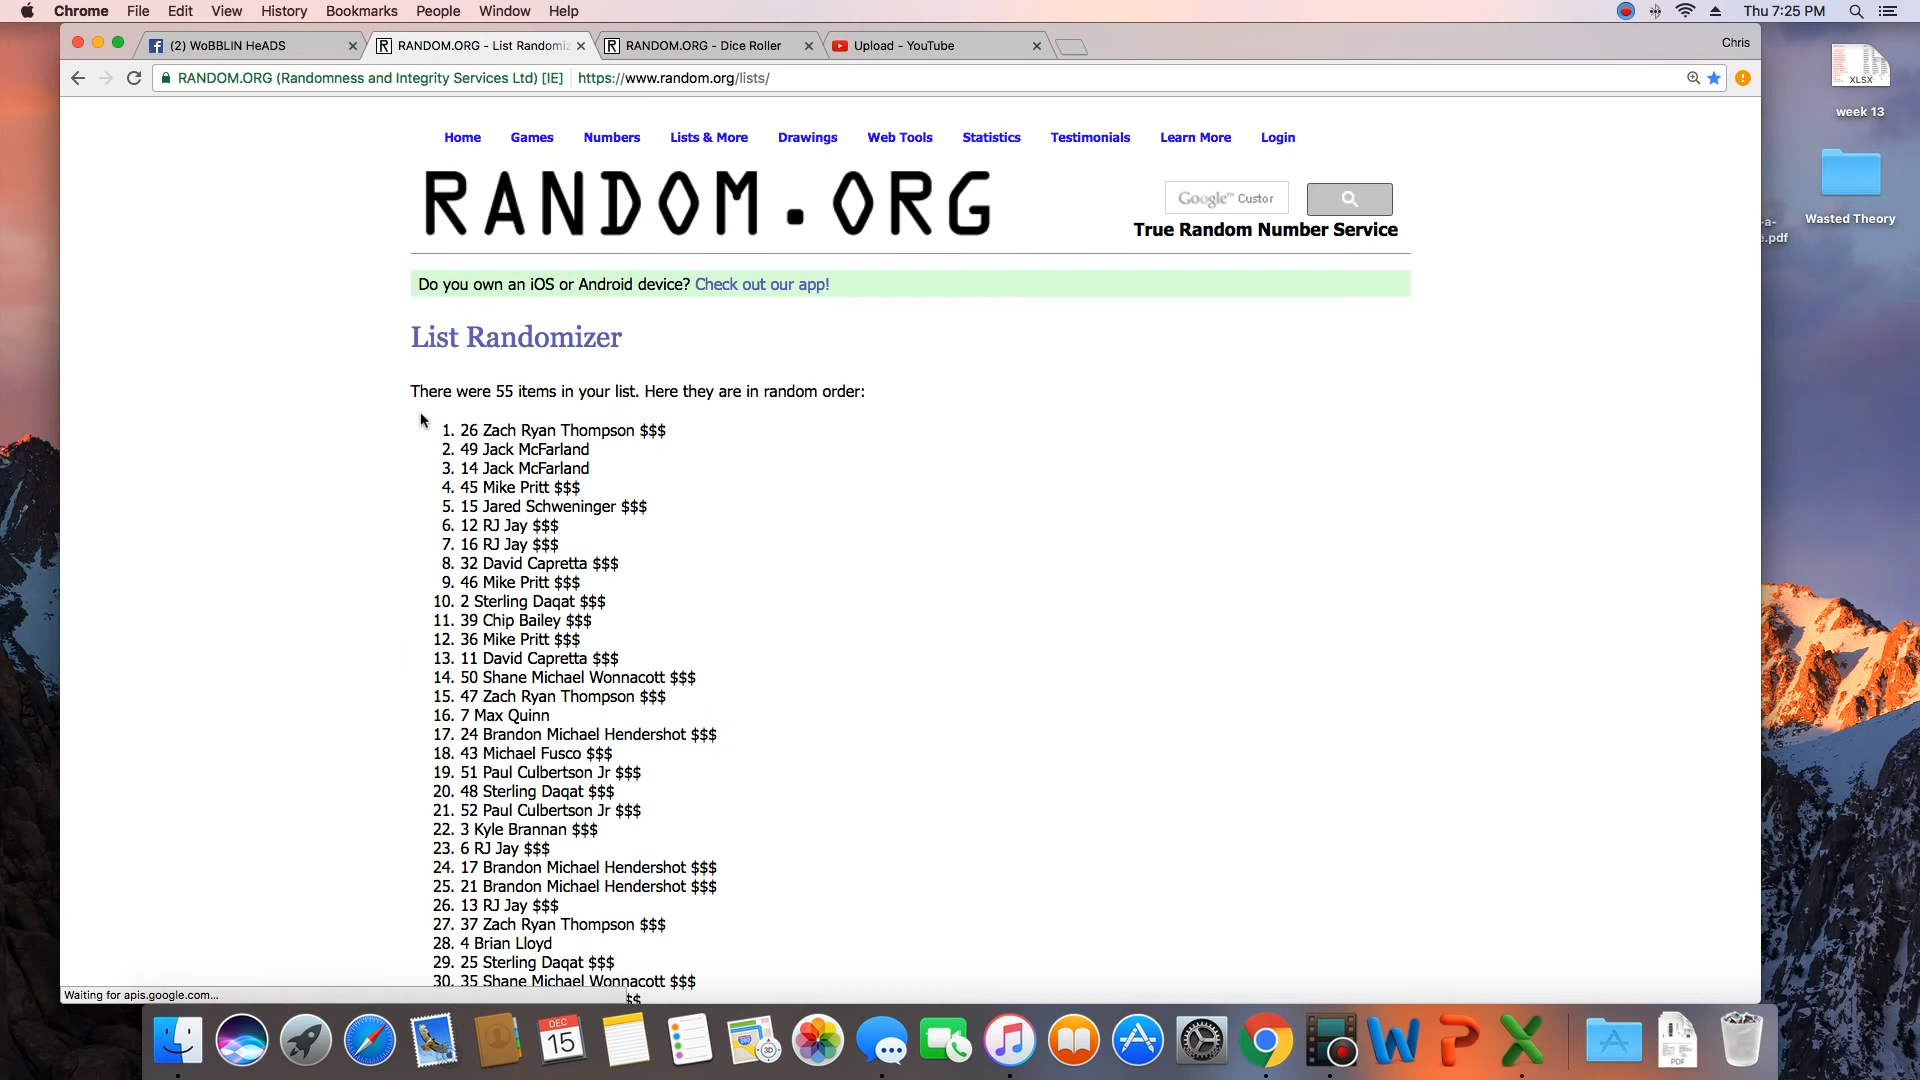 Chrome File Edit View History Bookmarks People Window Help Thu 7:25 PM
(2) WoBBLIN HeADS RANDOM.ORG - List Randomiz RANDOM.ORG - Dice Roller Upload - YouTube Chris
RANDOM.ORG (Randomness and Integrity Services Ltd) [IE] https://www.random.org/lists/
XLSX
week 13
Wasted Theory
-a-
e.pdf
Home Games Numbers Lists & More Drawings Web Tools Statistics Testimonials Learn More Login
RANDOM.ORG
Google™ Custor
True Random Number Service
Do you own an iOS or Android device? Check out our app!
List Randomizer
There were 55 items in your list. Here they are in random order:
1. 26 Zach Ryan Thompson $$$
2. 49 Jack McFarland
3. 14 Jack McFarland
4. 45 Mike Pritt $$$
5. 15 Jared Schweninger $$$
6. 12 RJ Jay $$$
7. 16 RJ Jay $$$
8. 32 David Capretta $$$
9. 46 Mike Pritt $$$
10. 2 Sterling Daqat $$$
11. 39 Chip Bailey $$$
12. 36 Mike Pritt $$$
13. 11 David Capretta $$$
14. 50 Shane Michael Wonnacott $$$
15. 47 Zach Ryan Thompson $$$
16. 7 Max Quinn
17. 24 Brandon Michael Hendershot $$$
18. 43 Michael Fusco $$$
19. 51 Paul Culbertson Jr $$$
20. 48 Sterling Daqat $$$
21. 52 Paul Culbertson Jr $$$
22. 3 Kyle Brannan $$$
23. 6 RJ Jay $$$
24. 17 Brandon Michael Hendershot $$$
25. 21 Brandon Michael Hendershot $$$
26. 13 RJ Jay $$$
27. 37 Zach Ryan Thompson $$$
28. 4 Brian Lloyd
29. 25 Sterling Daqat $$$
30. 35 Shane Michael Wonnacott $$$
$$
Waiting for apis.google.com...
DEC
15
3D
PDF